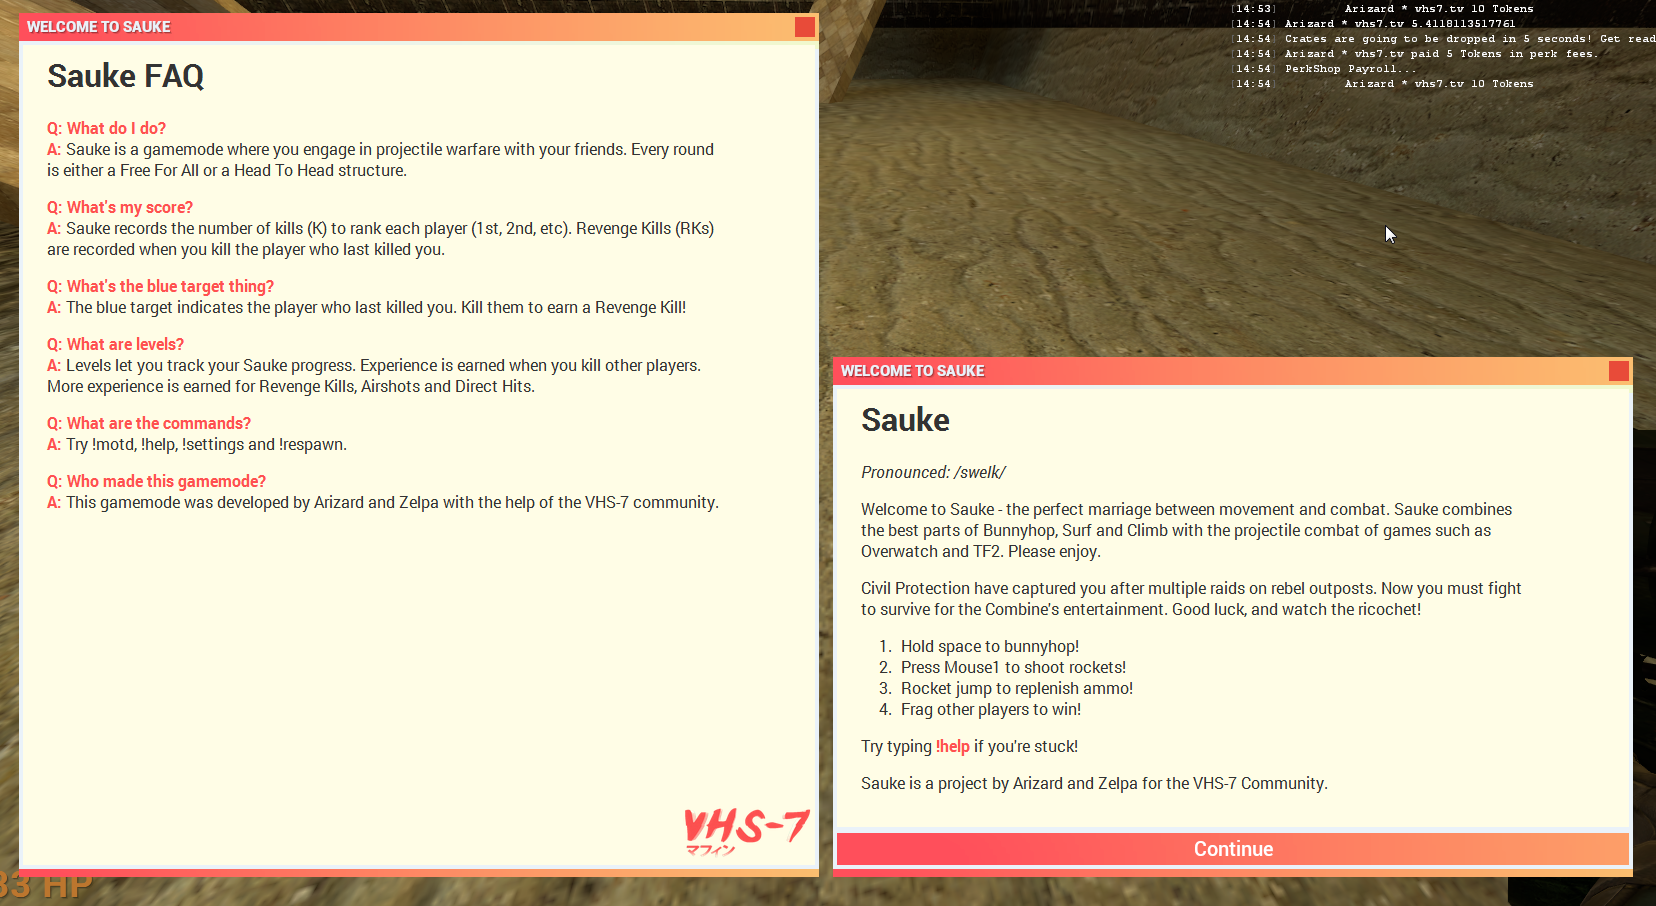 WELCOME TO SAUKE
Sauke FAQ
Q: What do I do?
A: Sauke is a gamemode where you engage in projectile warfare with your friends. Every round
is either a Free For All or a Head To Head structure.
Q: What's my score?
A: Sauke records the number of kills (K) to rank each player (1st, 2nd, etc). Revenge Kills (RKs)
are recorded when you kill the player who last killed you.
Q: What's the blue target thing?
A: The blue target indicates the player who last killed you. Kill them to earn a Revenge Kill!
Q: What are levels?
A: Levels let you track your Sauke progress. Experience is earned when you kill other players.
More experience is earned for Revenge Kills, Airshots and Direct Hits.
Q: What are the commands?
A: Try !motd, !help, !settings and !respawn.
Q: Who made this gamemode?
A: This gamemode was developed by Arizard and Zelpa with the help of the VHS-7 community.
VHS-7
マフィン
83 HP
[14:53] Arizard * vhs7.tv 10 Tokens
[14:54] Arizard * vhs7.tv 5.4118113517761
[14:54] Crates are going to be dropped in 5 seconds! Get read
[14:54] Arizard * vhs7.tv paid 5 Tokens in perk fees.
[14:54] PerkShop Payroll...
[14:54] Arizard * vhs7.tv 10 Tokens
WELCOME TO SAUKE
Sauke
Pronounced: /swelk/
Welcome to Sauke - the perfect marriage between movement and combat. Sauke combines
the best parts of Bunnyhop, Surf and Climb with the projectile combat of games such as
Overwatch and TF2. Please enjoy.
Civil Protection have captured you after multiple raids on rebel outposts. Now you must fight
to survive for the Combine's entertainment. Good luck, and watch the ricochet!
1. Hold space to bunnyhop!
2. Press Mouse1 to shoot rockets!
3. Rocket jump to replenish ammo!
4. Frag other players to win!
Try typing !help if you're stuck!
Sauke is a project by Arizard and Zelpa for the VHS-7 Community.
Continue